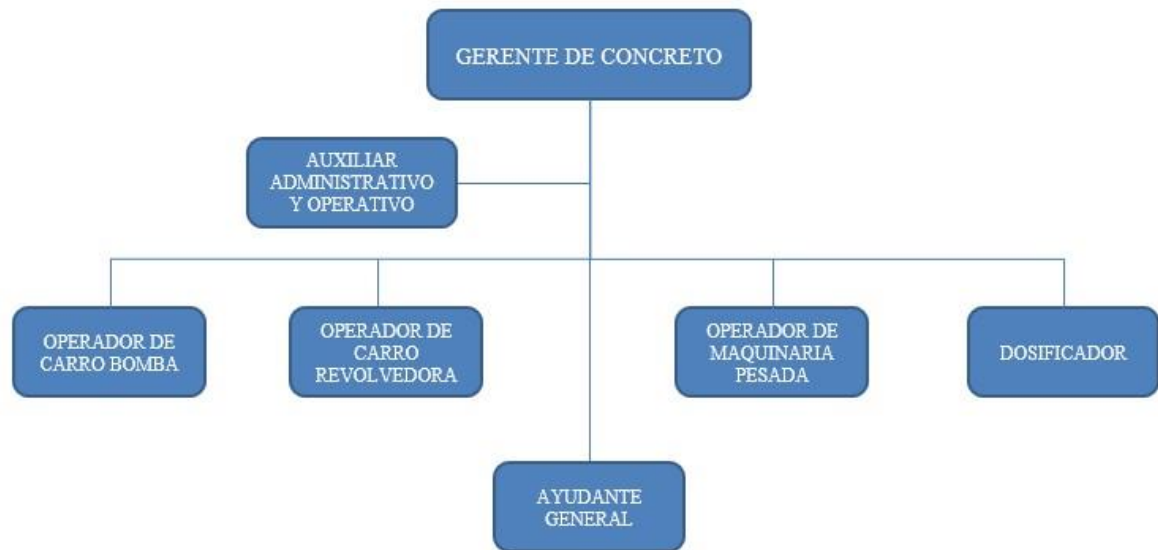 GERENTE DE CONCRETO
AUXILIAR
ADMINISTRATIVO
Y OPERATIVO
OPERADOR DE
CARRO BOMBA
OPERADOR DE
CARRO
REVOLVEDORA
OPERADOR DE
MAQUINARIA
PESADA
DOSIFICADOR
AYUDANTE
GENERAL